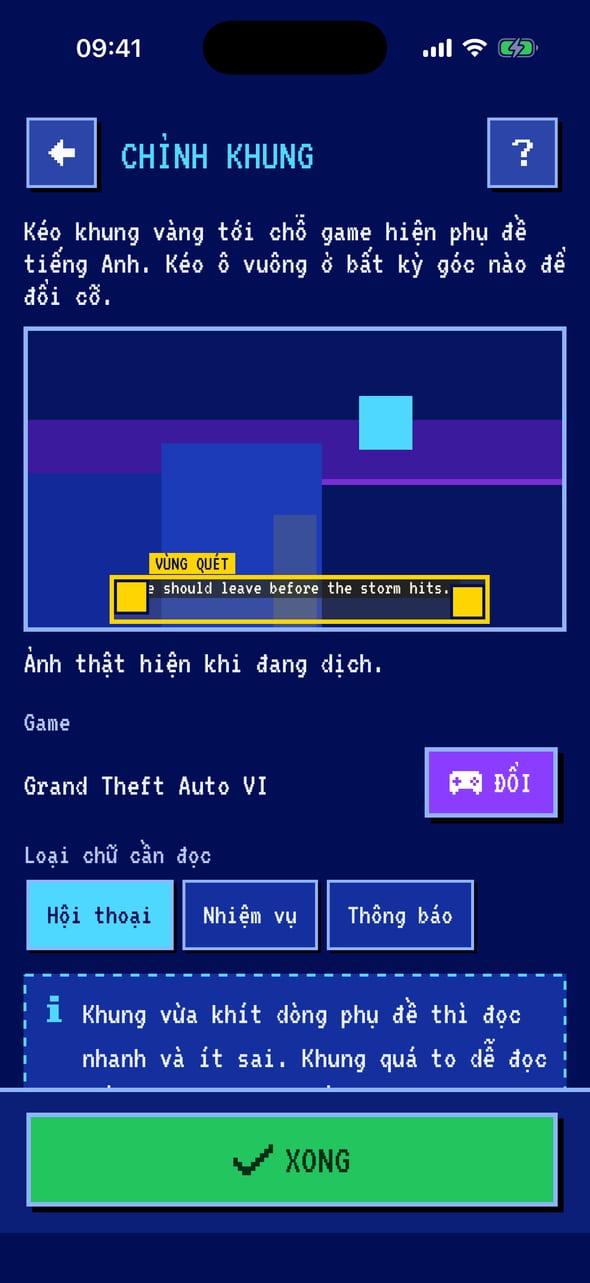 09:41
CHỈNH KHUNG
?
Kéo khung vàng tới chỗ game hiện phụ đề
tiếng Anh. Kéo ô vuông ở bất kỳ góc nào để
đổi cỡ.
VÙNG QUÉT
e should leave before the storm hits.
Ảnh thật hiện khi đang dịch.
Game
Grand Theft Auto VI
ĐỔI
Loại chữ cần đọc
Hội thoại
Nhiệm vụ
Thông báo
i
Khung vừa khít dòng phụ đề thì đọc
nhanh và ít sai. Khung quá to dễ đọc
XONG